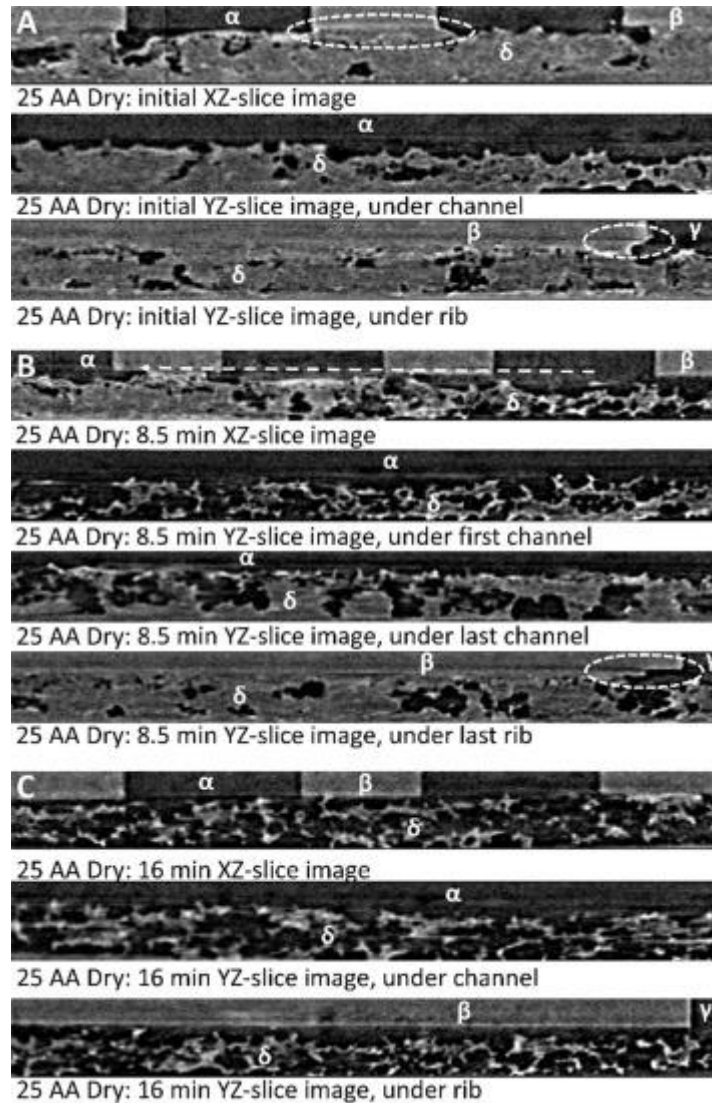 A α β
δ
25 AA Dry: initial XZ-slice image
α
δ
25 AA Dry: initial YZ-slice image, under channel
β γ
δ
25 AA Dry: initial YZ-slice image, under rib
B α β
δ
25 AA Dry: 8.5 min XZ-slice image
α
δ
25 AA Dry: 8.5 min YZ-slice image, under first channel
α
δ
25 AA Dry: 8.5 min YZ-slice image, under last channel
β γ
δ
25 AA Dry: 8.5 min YZ-slice image, under last rib
C α β
δ
25 AA Dry: 16 min XZ-slice image
α
δ
25 AA Dry: 16 min YZ-slice image, under channel
β γ
δ
25 AA Dry: 16 min YZ-slice image, under rib